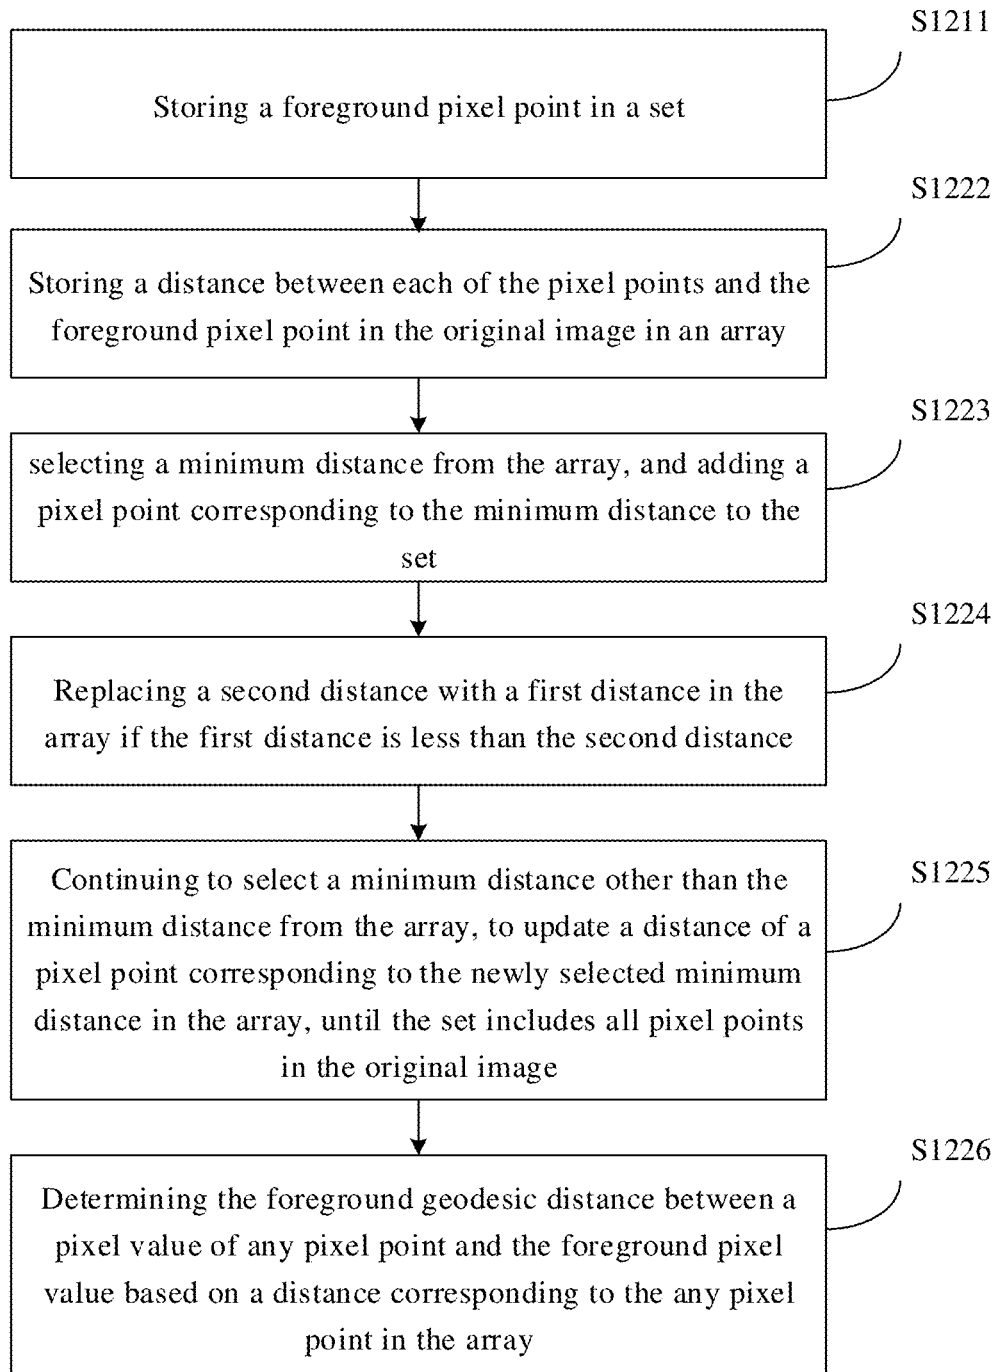 S1211
Storing a foreground pixel point in a set
S1222
Storing a distance between each of the pixel points and the
foreground pixel point in the original image in an array
S1223
selecting a minimum distance from the array, and adding a
pixel point corresponding to the minimum distance to the
set
S1224
Replacing a second distance with a first distance in the
array if the first distance is less than the second distance
S1225
Continuing to select a minimum distance other than the
minimum distance from the array, to update a distance of a
pixel point corresponding to the newly selected minimum
distance in the array, until the set includes all pixel points
in the original image
S1226
Determining the foreground geodesic distance between a
pixel value of any pixel point and the foreground pixel
value based on a distance corresponding to the any pixel
point in the array